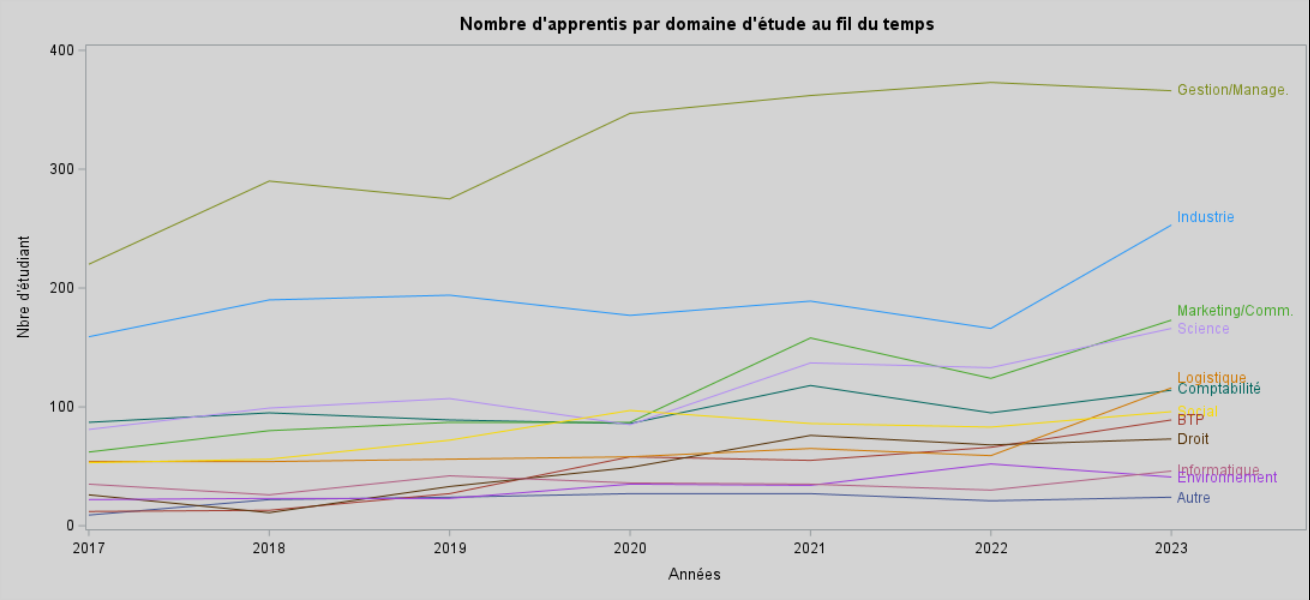 Nombre d'apprentis par domaine d'étude au fil du temps
400
300
200
100
0
Nbre d'étudiant
Gestion/Manage.
Industrie
Marketing/Comm.
Science
Logistique
Comptabilité
Social
BTP
Droit
Informatique
Environnement
Autre
2017 2018 2019 2020 2021 2022 2023
Années